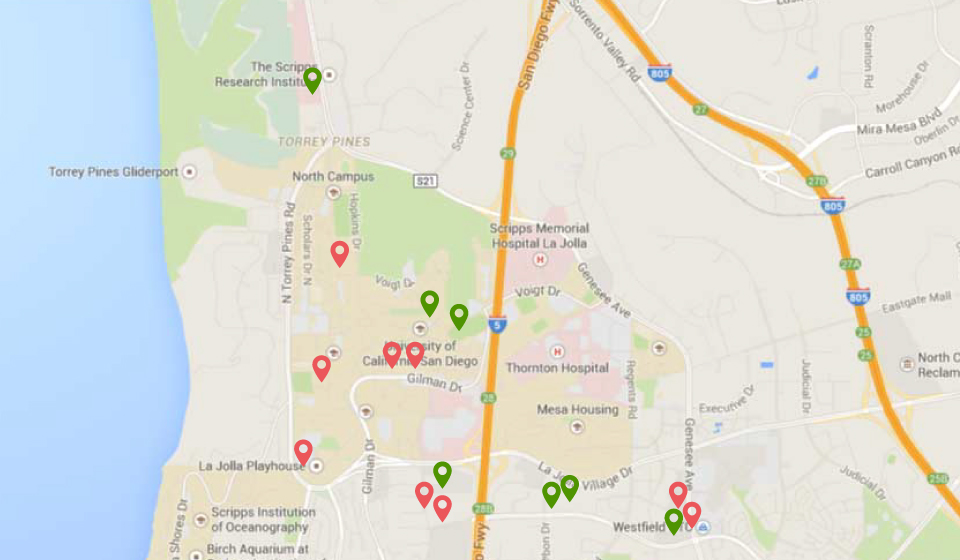 San Diego Fwy
Sorrento Valley Rd
805
Scranton Rd
Morehouse Dr
The Scripps
Research
Science Center Dr
27
Mira Mesa Blvd
Oberlin Dr
TORREY PINES
29
Carroll Canyon Rd
Torrey Pines Gliderport
North Campus
S21
27B
805
Hopkins Dr
N Torrey Pines Rd
Scholars Dr N
Scripps Memorial
Hospital La Jolla
H
Genesee Ave
27A
Voigt Dr
Voigt Dr
805
Eastgate Mall
5
25
University of
California San Diego
H
25
North C
Reclam
Thornton Hospital
Gilman Dr
Regents Rd
Judicial Dr
28
Executive Dr
Mesa Housing
Genesee Ave
La Jolla Playhouse
Gilman Dr
La Jolla Village Dr
Judicial Dr
25B
28B
Scripps Institution
of Oceanography
Shores Dr
Westfield UTC
Birch Aquarium at
Fwy